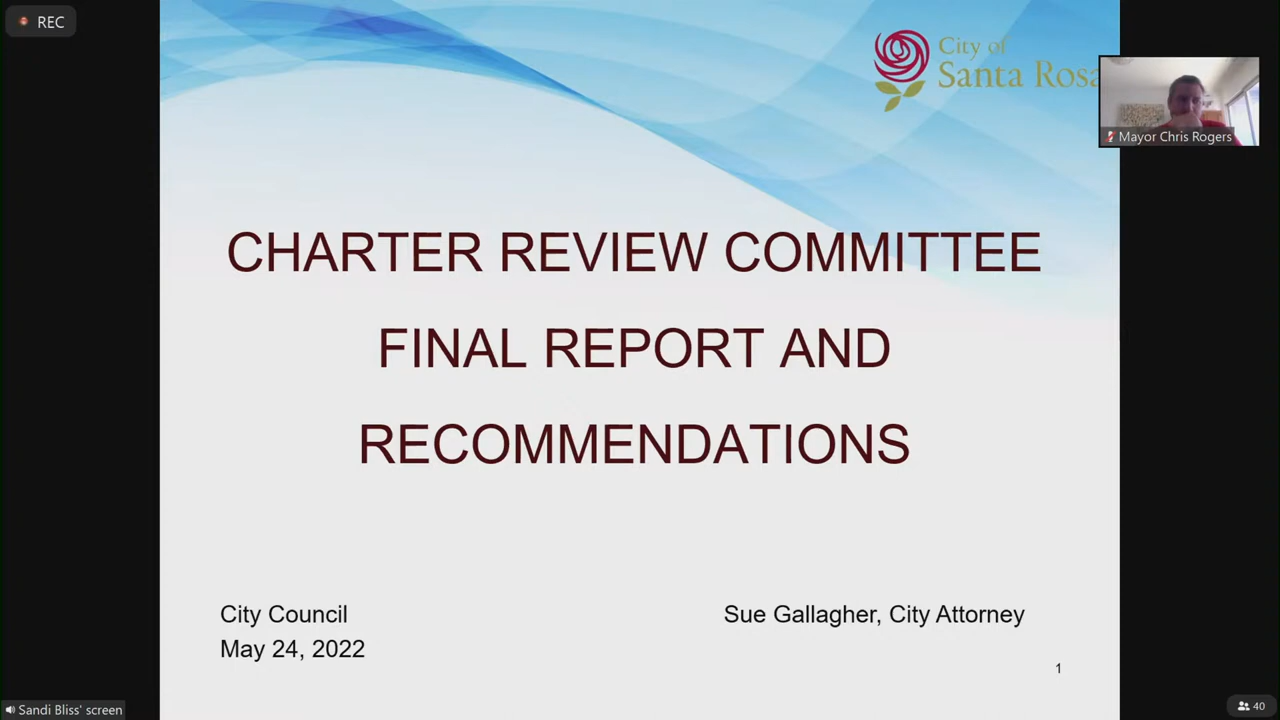 REC
City of
Santa Rosa
Mayor Chris Rogers
CHARTER REVIEW COMMITTEE
FINAL REPORT AND
RECOMMENDATIONS
City Council
Sue Gallagher, City Attorney
May 24, 2022
1
Sandi Bliss' screen
40